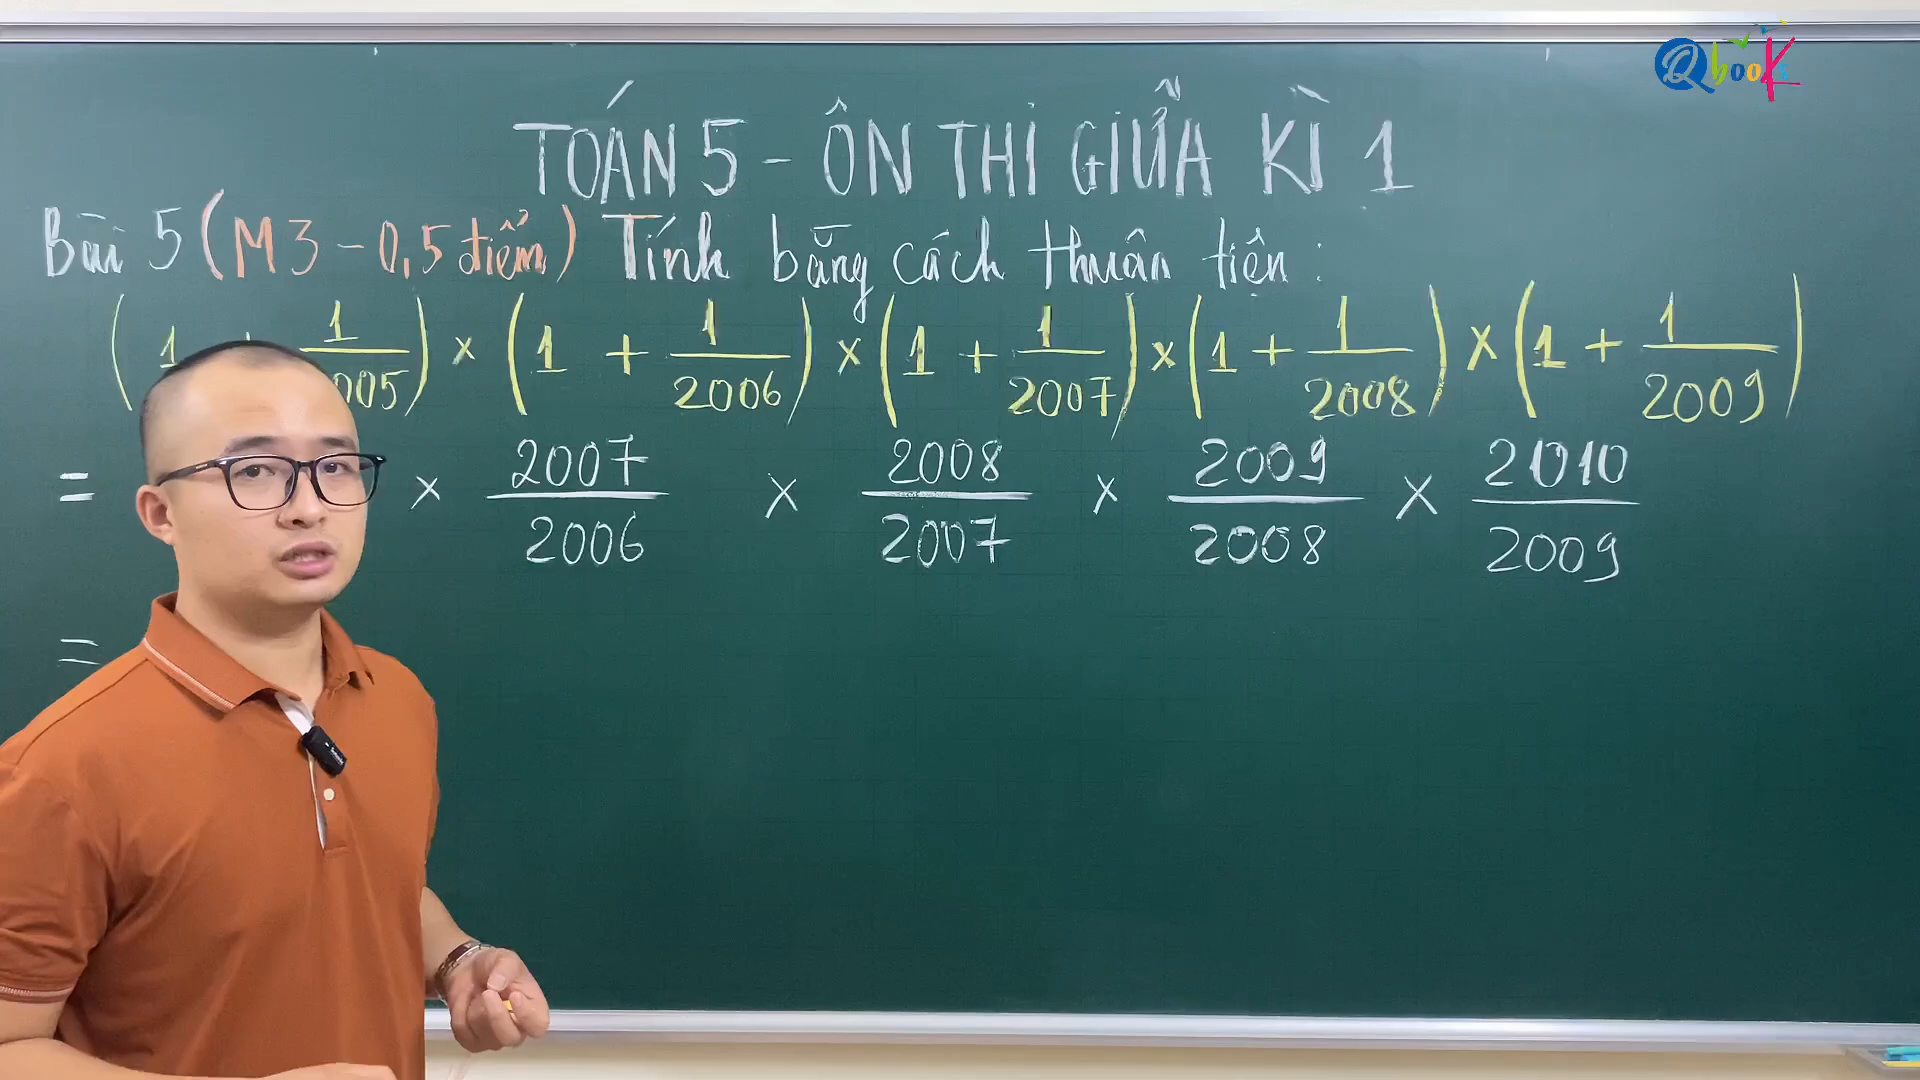 Qbook
TOÁN 5 - ÔN THI GIỮA KÌ 1
Bài 5 (M3 - 0,5 điểm) Tính bằng cách thuận tiện :
(1 + 1/005) × (1 + 1/2006) × (1 + 1/2007) × (1 + 1/2008) × (1 + 1/2009)
= × 2007/2006 × 2008/2007 × 2009/2008 × 2010/2009
=